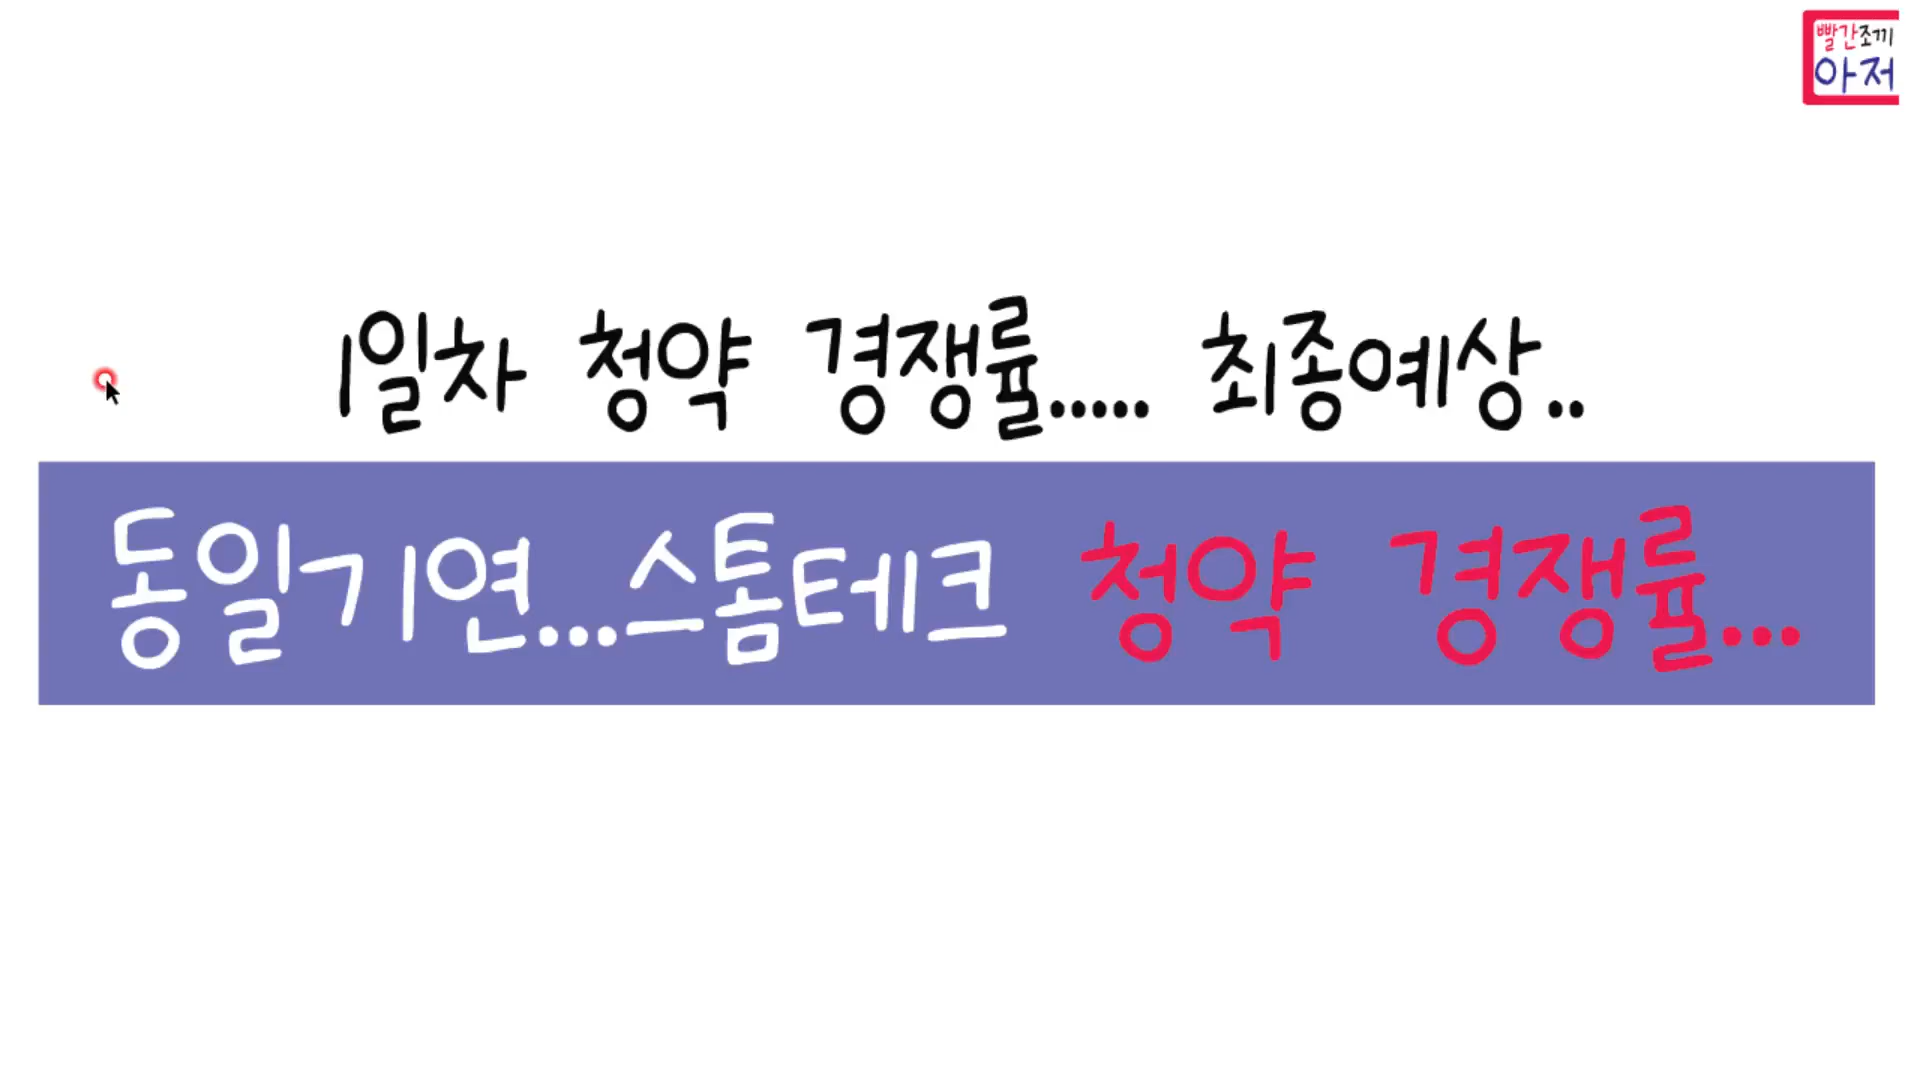 빨간조끼
아저
1일차 청약 경쟁률..... 최종예상..
동일기연...스톰테크 청약 경쟁률...